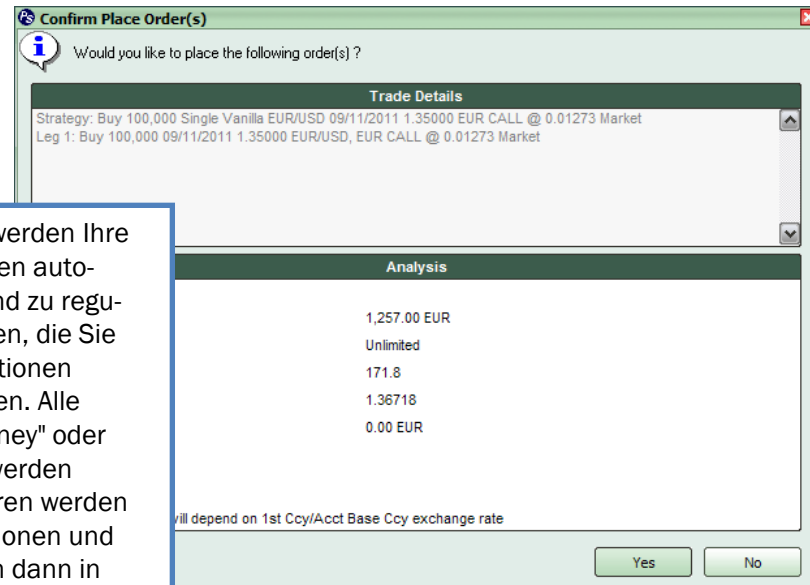 Confirm Place Order(s)
Would you like to place the following order(s) ?
Trade Details
Strategy: Buy 100,000 Single Vanilla EUR/USD 09/11/2011 1.35000 EUR CALL @ 0.01273 Market
Leg 1: Buy 100,000 09/11/2011 1.35000 EUR/USD, EUR CALL @ 0.01273 Market
Analysis
1,257.00 EUR
Unlimited
171.8
1.36718
0.00 EUR
will depend on 1st Ccy/Acct Base Ccy exchange rate
Yes
No
werden Ihre
en auto-
nd zu regu-
en, die Sie
tionen
en. Alle
ney" oder
werden
ren werden
onen und
n dann in